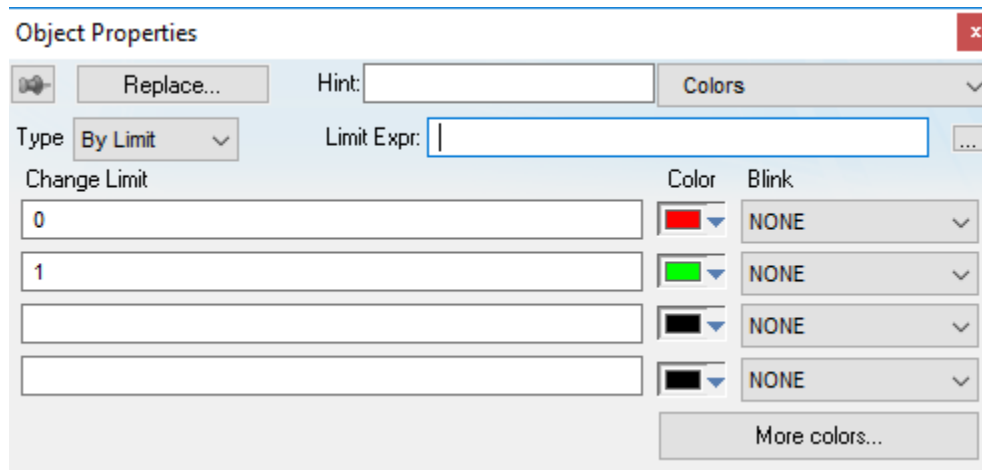 Object Properties
x
Replace... Hint: Colors
Type By Limit Limit Expr: ...
Change Limit Color Blink
0 NONE
1 NONE
NONE
NONE
More colors...